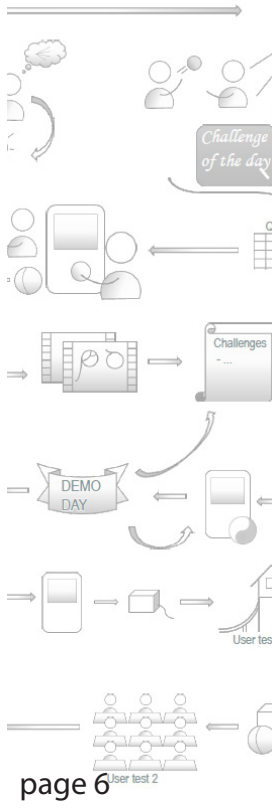 Challenge
of the day
C
Challenges
- ...
DEMO
DAY
User tes
User test 2
page 6